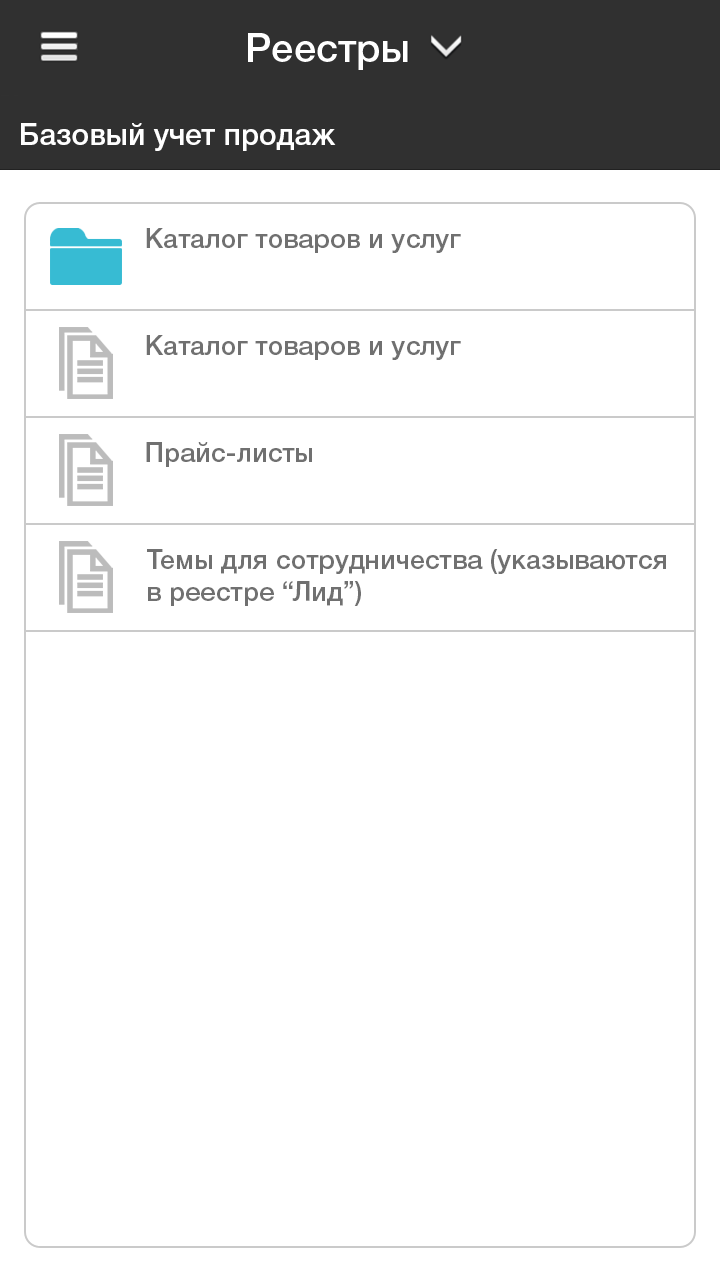 Реестры
Базовый учет продаж
Каталог товаров и услуг
Каталог товаров и услуг
Прайс-листы
Темы для сотрудничества (указываются
в реестре “Лид”)